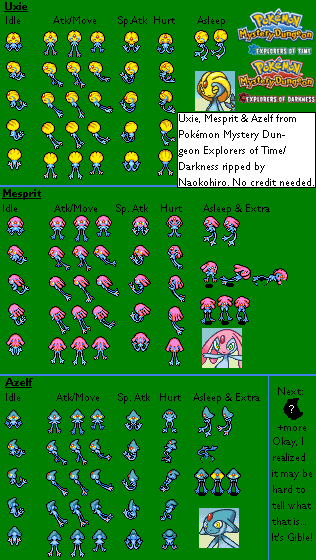 Uxie
Idle Atk/Move Sp.Atk Hurt Asleep
POKéMON
Mystery Dungeon
EXPLORERS OF TIME
POKéMON
Mystery Dungeon
EXPLORERS OF DARKNESS
Uxie, Mesprit & Azelf from
Pokémon Mystery Dun-
geon Explorers of Time/
Darkness ripped by
Naokohiro. No credit needed.
Mesprit
Idle Atk/Move Sp. Atk Hurt Asleep & Extra
Azelf
Idle Atk/Move Sp. Atk Hurt Asleep & Extra
Next:
?
+more
Okay, I
realized
it may be
hard to
tell what
that is...
It's Gible!